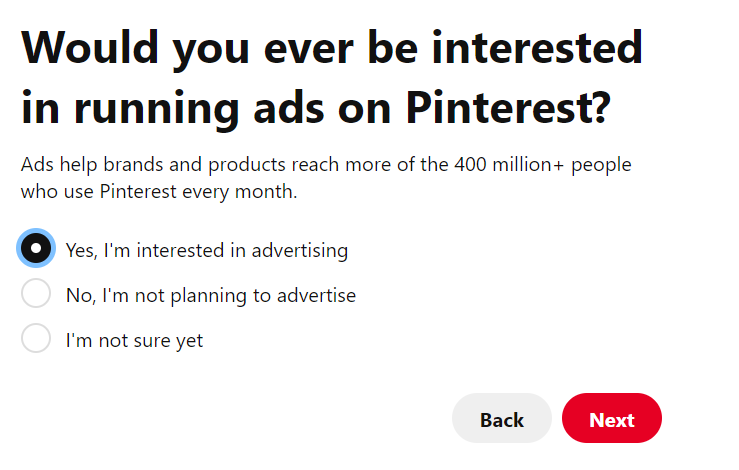 Would you ever be interested
in running ads on Pinterest?
Ads help brands and products reach more of the 400 million+ people
who use Pinterest every month.
Yes, I'm interested in advertising
No, I'm not planning to advertise
I'm not sure yet
Back Next